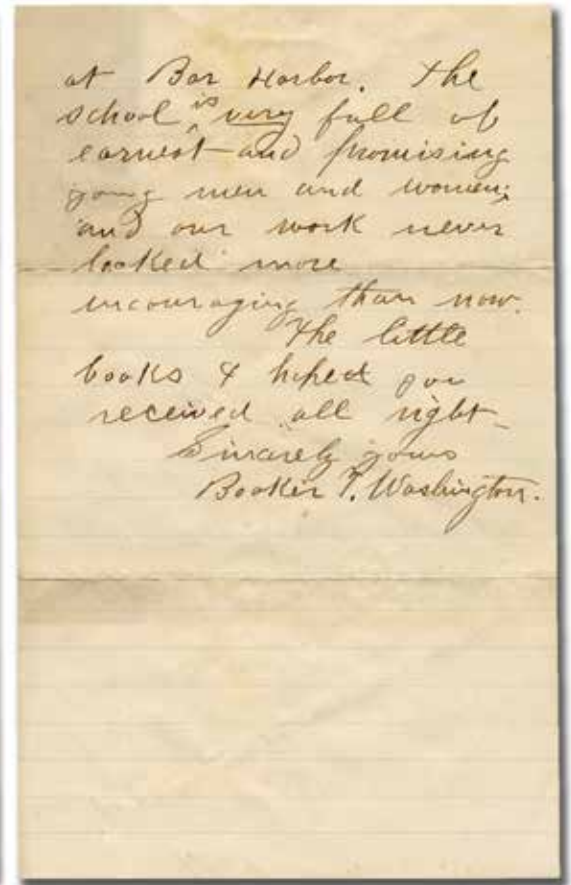 at Bar Harbor. The
school is very full of
earnest and promising
young men and women;
and our work never
looked more
encouraging than now.
The little
books I hoped you
received all right_
Sincerely yours
Booker T. Washington.